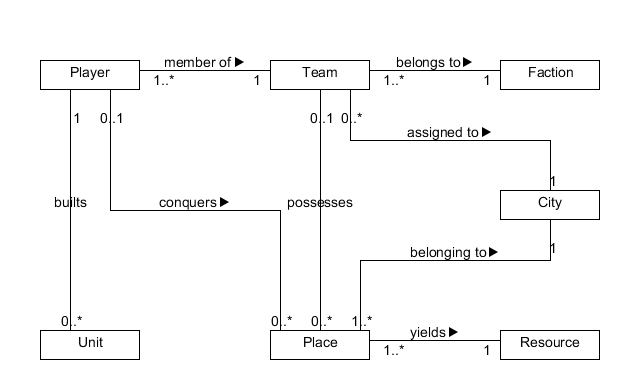 member of ▶
belongs to ▶
Player
Team
Faction
1..*
1
1..*
1
1
0..1
0..1
0..*
assigned to ▶
1
builts
conquers ▶
possesses
City
belonging to ▶
1
0..*
0..*
0..*
1..*
yields ▶
Unit
Place
Resource
1..*
1